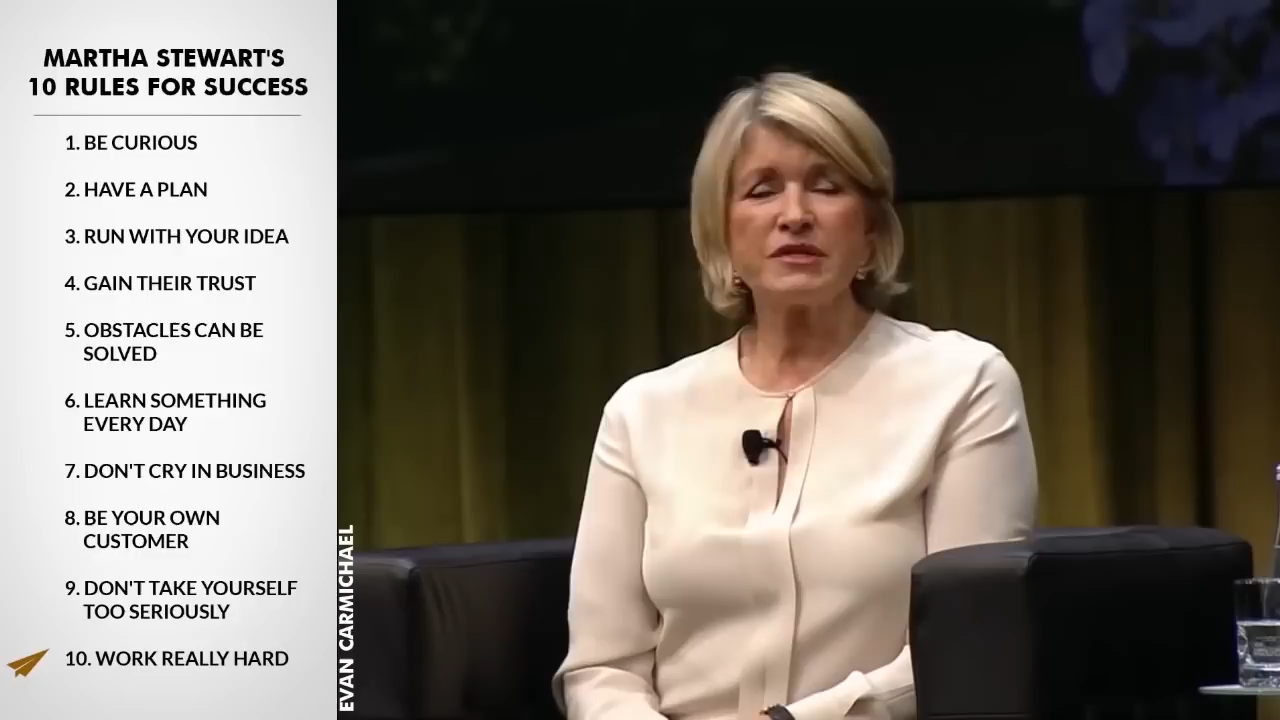 MARTHA STEWART'S
10 RULES FOR SUCCESS
1. BE CURIOUS
2. HAVE A PLAN
3. RUN WITH YOUR IDEA
4. GAIN THEIR TRUST
5. OBSTACLES CAN BE
SOLVED
6. LEARN SOMETHING
EVERY DAY
7. DON'T CRY IN BUSINESS
8. BE YOUR OWN
CUSTOMER
9. DON'T TAKE YOURSELF
TOO SERIOUSLY
10. WORK REALLY HARD
EVAN CARMICHAEL